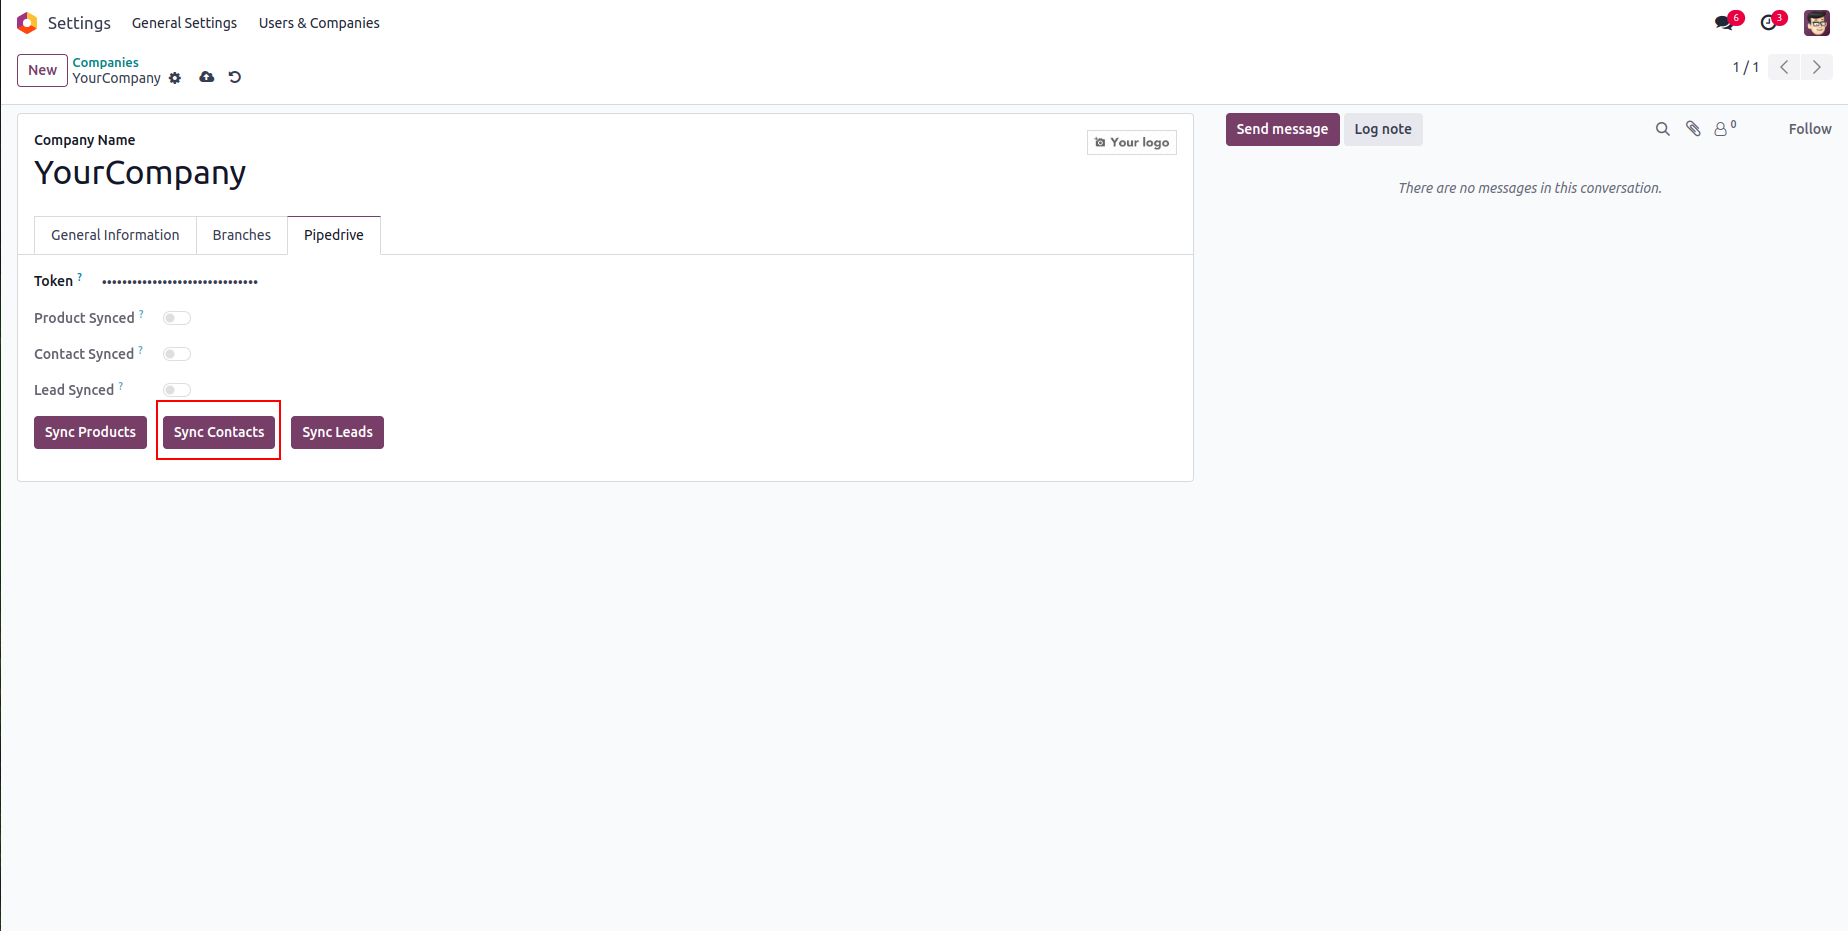 Settings General Settings Users & Companies 6 3
New Companies 1 / 1
YourCompany
Company Name
YourCompany
Your logo
General Information Branches Pipedrive
Token ? •••••••••••••••••••••••••••••••
Product Synced ?
Contact Synced ?
Lead Synced ?
Sync Products Sync Contacts Sync Leads
Send message Log note 0 Follow
There are no messages in this conversation.